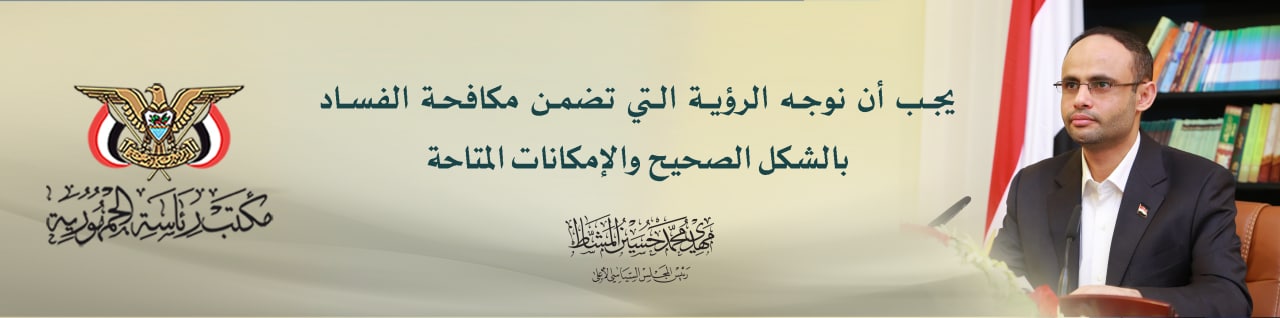 يجب أن نوجه الرؤية التي تضمن مكافحة الفساد
بالشكل الصحيح والإمكانات المتاحة
مهدي محمد حسين المشاط
رئيس المجلس السياسي الأعلى
مكتب رئاسة الجمهورية